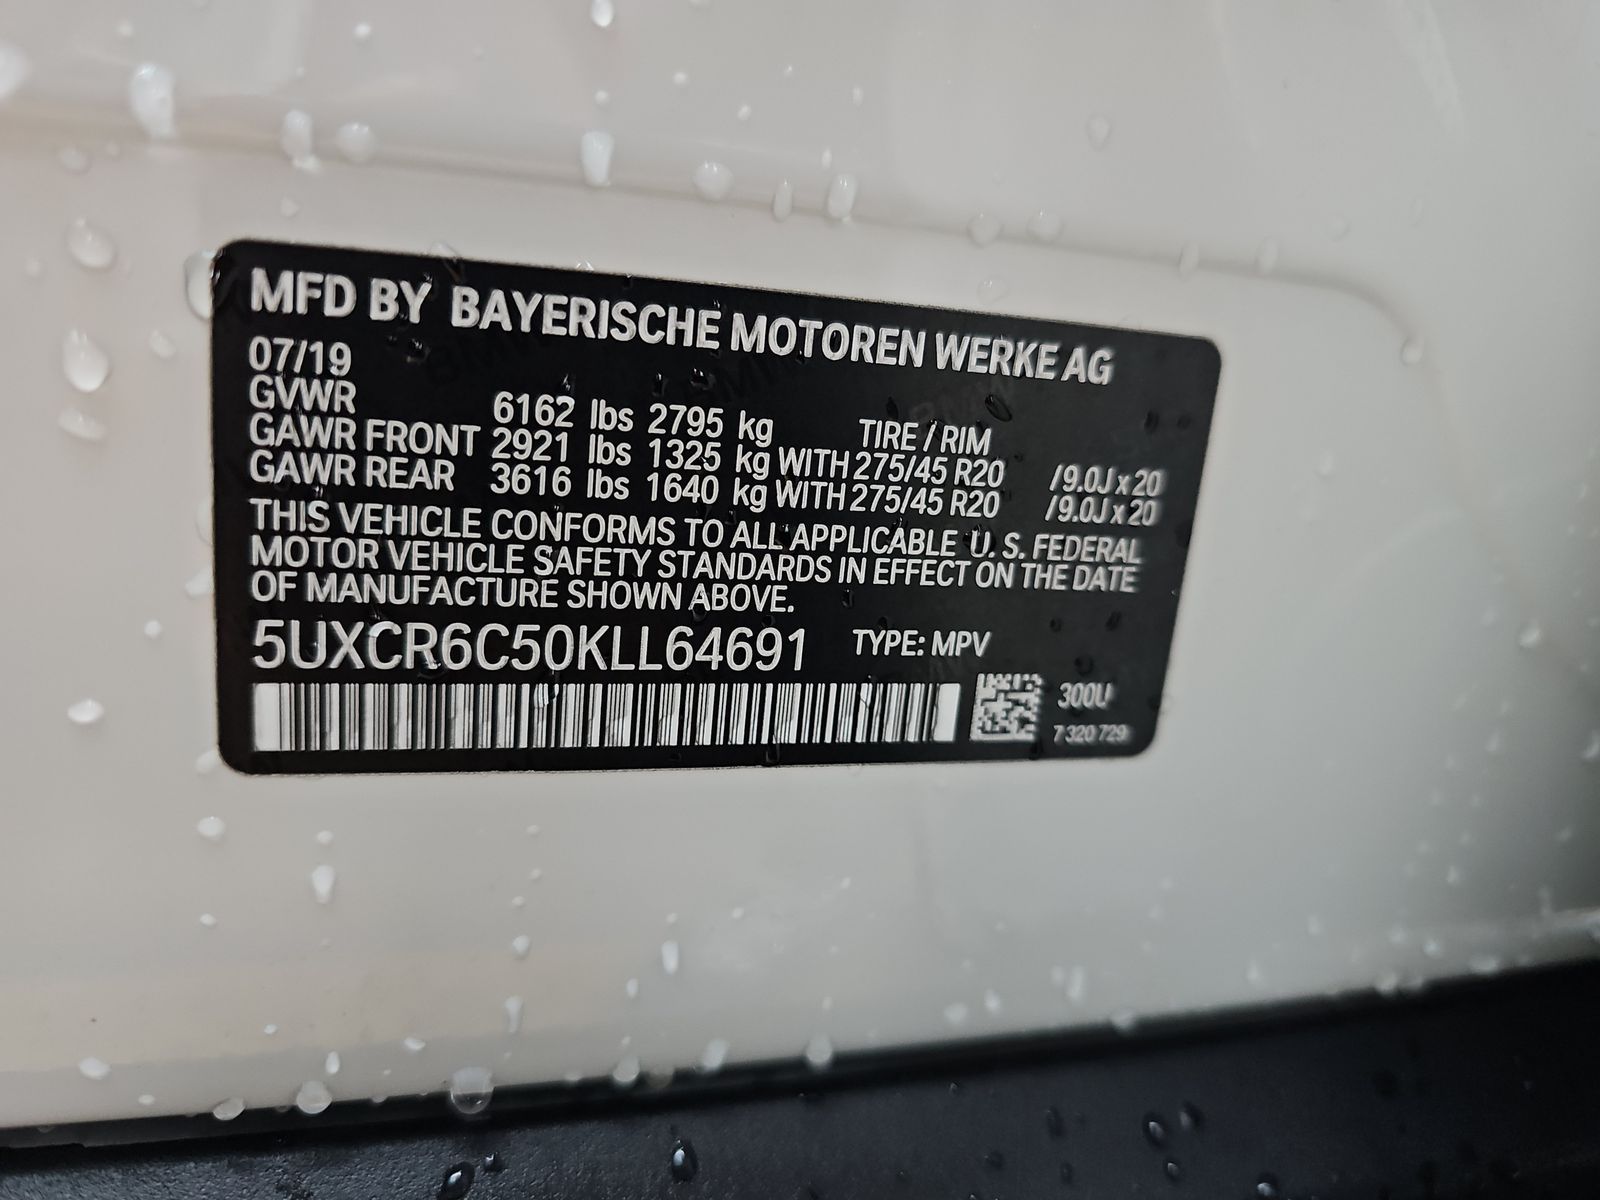 MFD BY BAYERISCHE MOTOREN WERKE AG
07/19
GVWR 6162 lbs 2795 kg TIRE / RIM
GAWR FRONT 2921 lbs 1325 kg WITH 275/45 R20 /9.0J x 20
GAWR REAR 3616 lbs 1640 kg WITH 275/45 R20 /9.0J x 20
THIS VEHICLE CONFORMS TO ALL APPLICABLE U. S. FEDERAL
MOTOR VEHICLE SAFETY STANDARDS IN EFFECT ON THE DATE
OF MANUFACTURE SHOWN ABOVE.
5UXCR6C50KLL64691 TYPE: MPV
300U
7 320 729